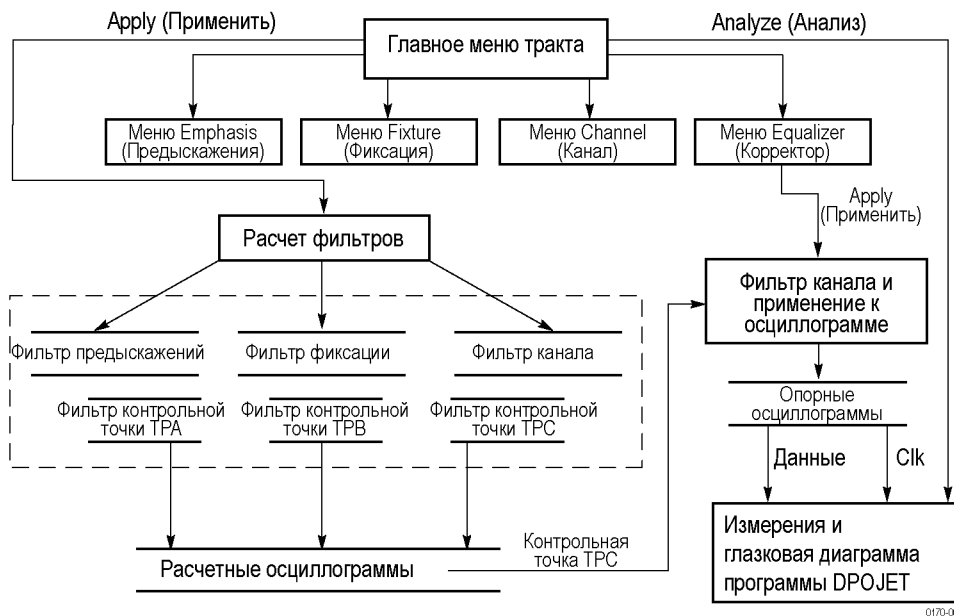 Apply (Применить)
Analyze (Анализ)
Главное меню тракта
Меню Emphasis
(Предыскажения)
Меню Fixture
(Фиксация)
Меню Channel
(Канал)
Меню Equalizer
(Корректор)
Apply
(Применить)
Расчет фильтров
Фильтр канала и
применение к
осциллограмме
Фильтр предыскажений
Фильтр фиксации
Фильтр канала
Фильтр контрольной
точки TPA
Фильтр контрольной
точки TPB
Фильтр контрольной
точки TPC
Опорные
осциллограммы
Данные
Clk
Расчетные осциллограммы
Контрольная
точка TPC
Измерения и
глазковая диаграмма
программы DPOJET